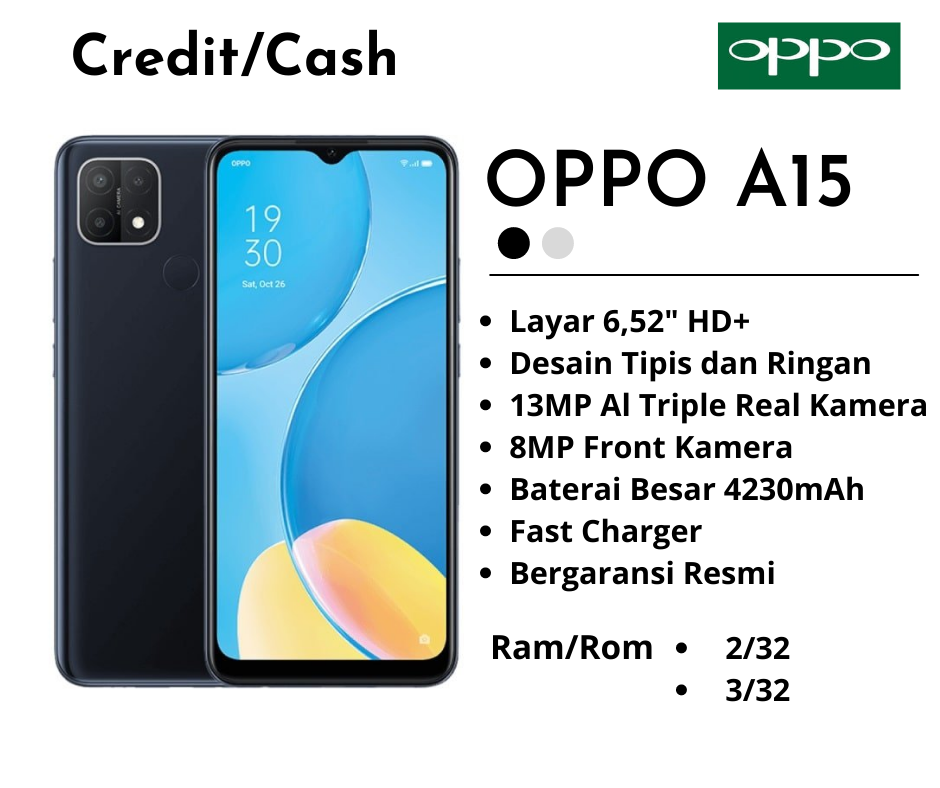 Credit/Cash
oppo
OPPO
19
30
Sat, Oct 26
AI CAMERA
OPPO A15
• Layar 6,52" HD+
• Desain Tipis dan Ringan
• 13MP Al Triple Real Kamera
• 8MP Front Kamera
• Baterai Besar 4230mAh
• Fast Charger
• Bergaransi Resmi
Ram/Rom • 2/32
• 3/32